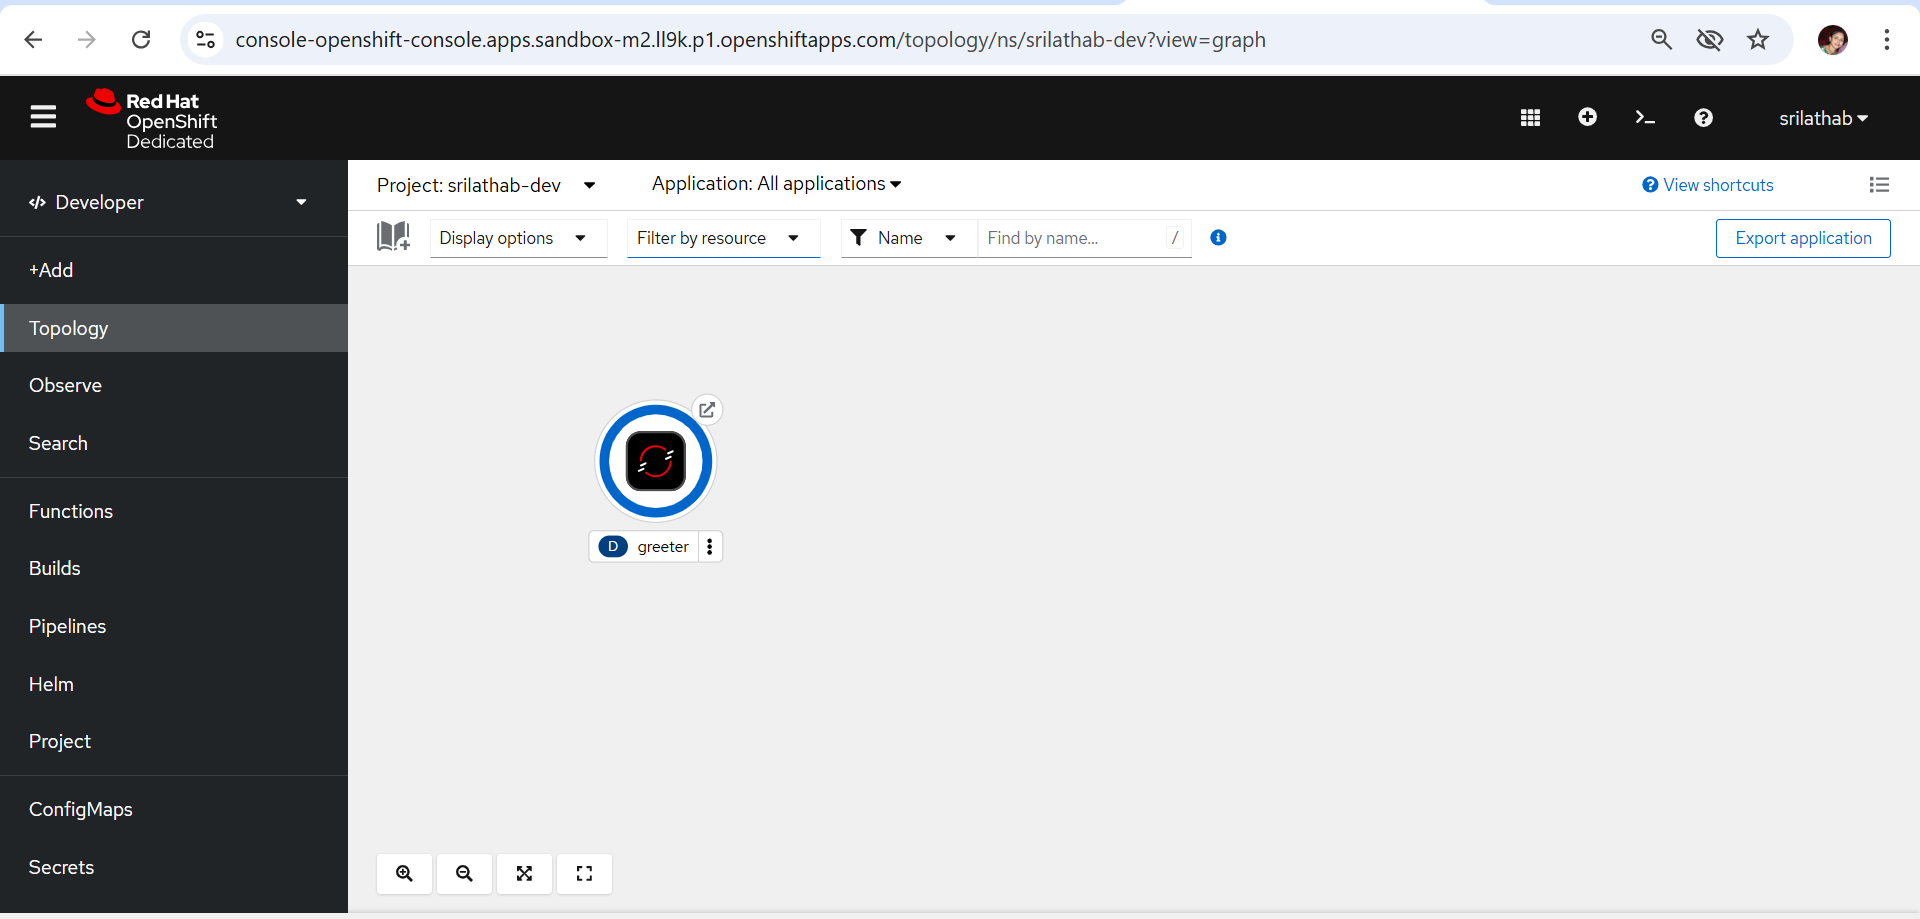 console-openshift-console.apps.sandbox-m2.ll9k.p1.openshiftapps.com/topology/ns/srilathab-dev?view=graph
Red Hat
OpenShift
Dedicated
srilathab
Developer
Project: srilathab-dev
Application: All applications
View shortcuts
Display options
Filter by resource
Name
Find by name...
/
Export application
+Add
Topology
Observe
Search
Functions
Builds
Pipelines
Helm
Project
ConfigMaps
Secrets
D greeter